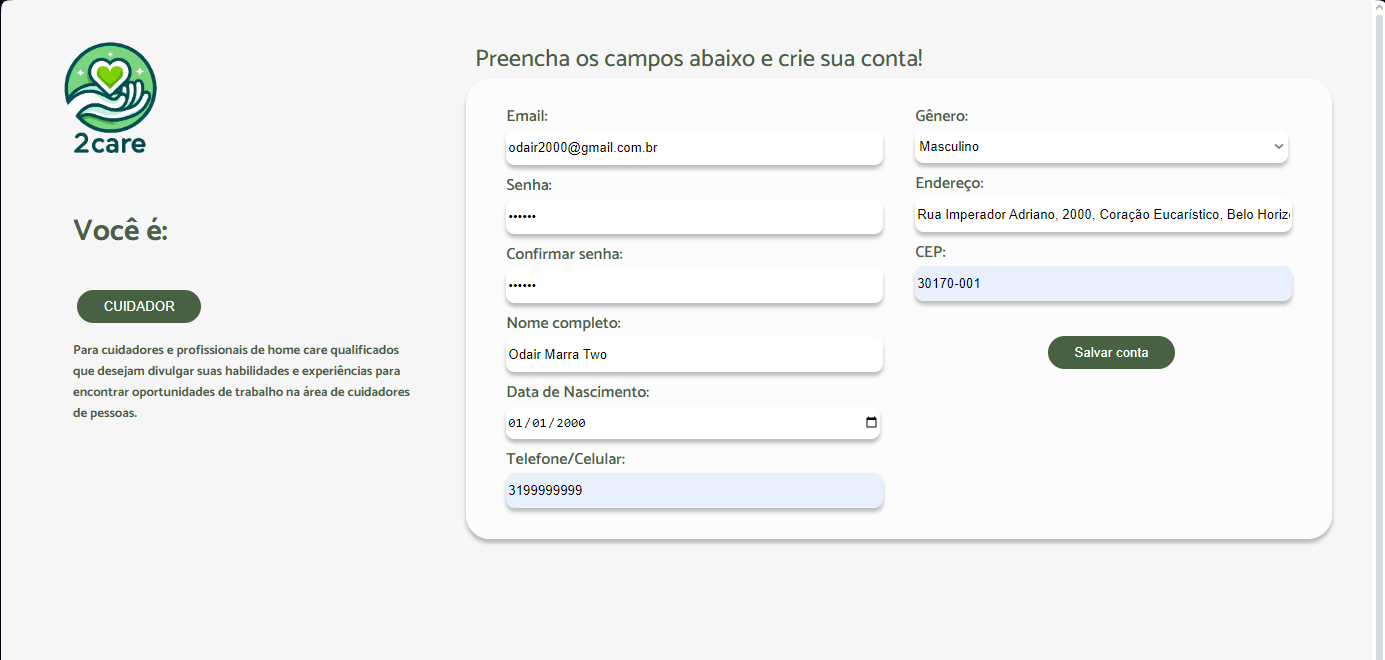 2care
Você é:
CUIDADOR
Para cuidadores e profissionais de home care qualificados
que desejam divulgar suas habilidades e experiências para
encontrar oportunidades de trabalho na área de cuidadores
de pessoas.
Preencha os campos abaixo e crie sua conta!
Email:
odair2000@gmail.com.br
Senha:
••••••
Confirmar senha:
••••••
Nome completo:
Odair Marra Two
Data de Nascimento:
01/01/2000
Telefone/Celular:
3199999999
Gênero:
Masculino
Endereço:
Rua Imperador Adriano, 2000, Coração Eucarístico, Belo Horiz
CEP:
30170-001
Salvar conta